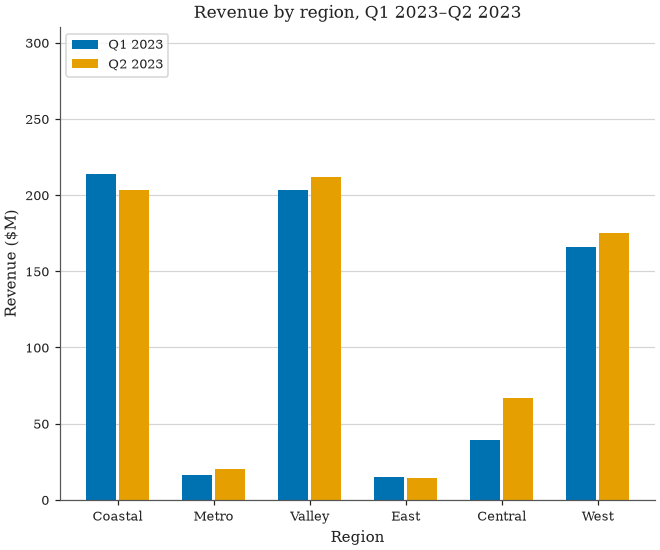 Revenue by region, Q1 2023–Q2 2023
Q1 2023
Q2 2023
Revenue ($M)
300
250
200
150
100
50
0
Coastal
Metro
Valley
East
Central
West
Region